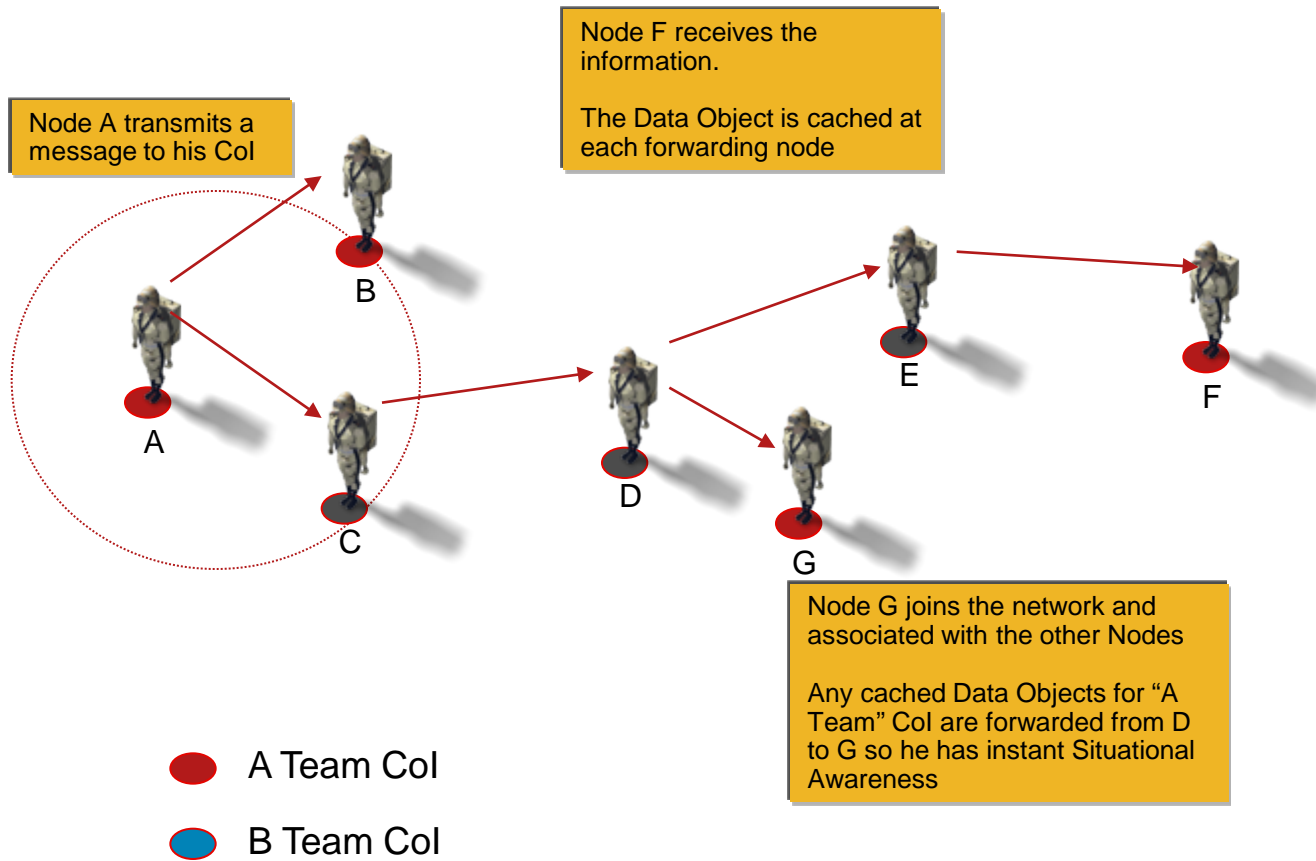 Node A transmits a
message to his CoI
Node F receives the
information.
The Data Object is cached at
each forwarding node
B
A
C
D
E
F
G
Node G joins the network and
associated with the other Nodes
Any cached Data Objects for “A
Team” CoI are forwarded from D
to G so he has instant Situational
Awareness
A Team CoI
B Team CoI